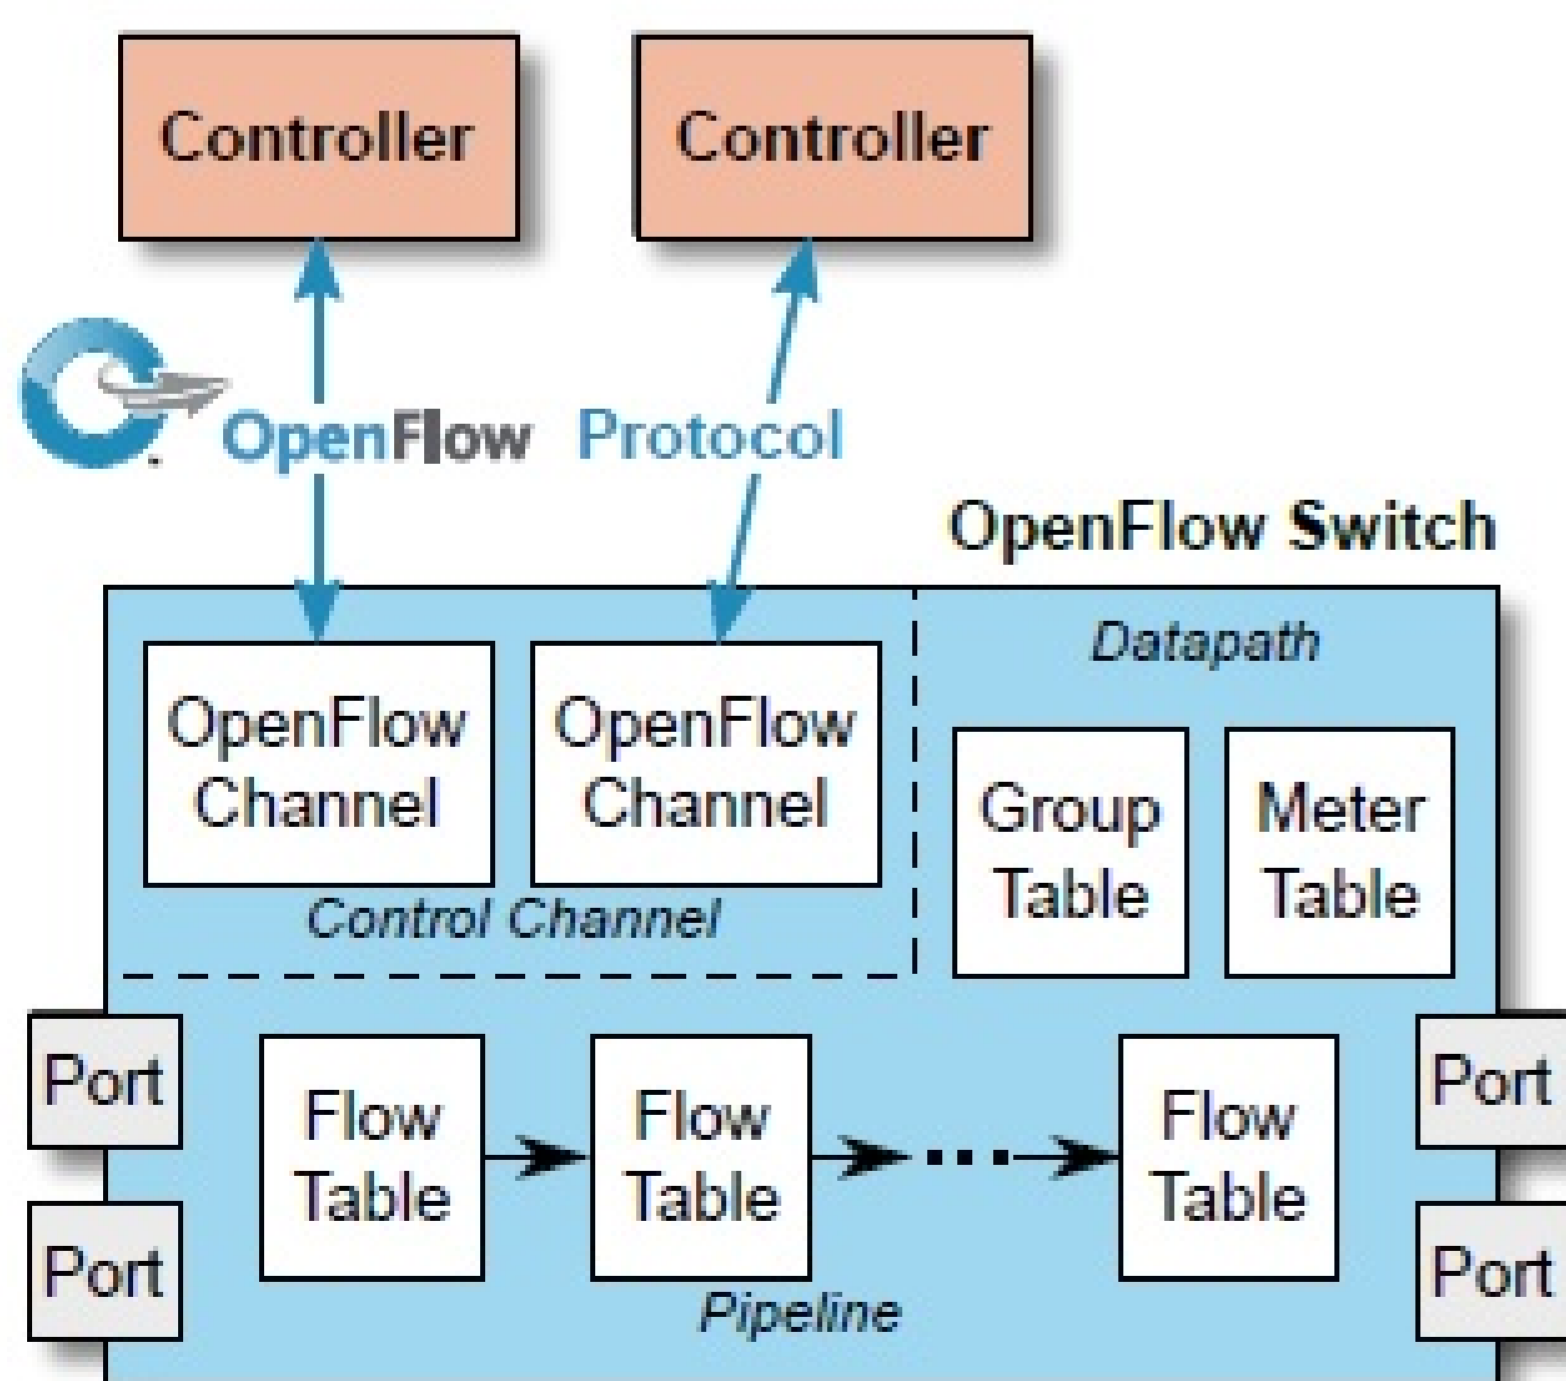 Controller Controller
OpenFlow Protocol
OpenFlow Switch
Datapath
OpenFlow
Channel
OpenFlow
Channel
Group
Table
Meter
Table
Control Channel
Port
Port
Flow
Table
Flow
Table
...
Flow
Table
Port
Port
Pipeline